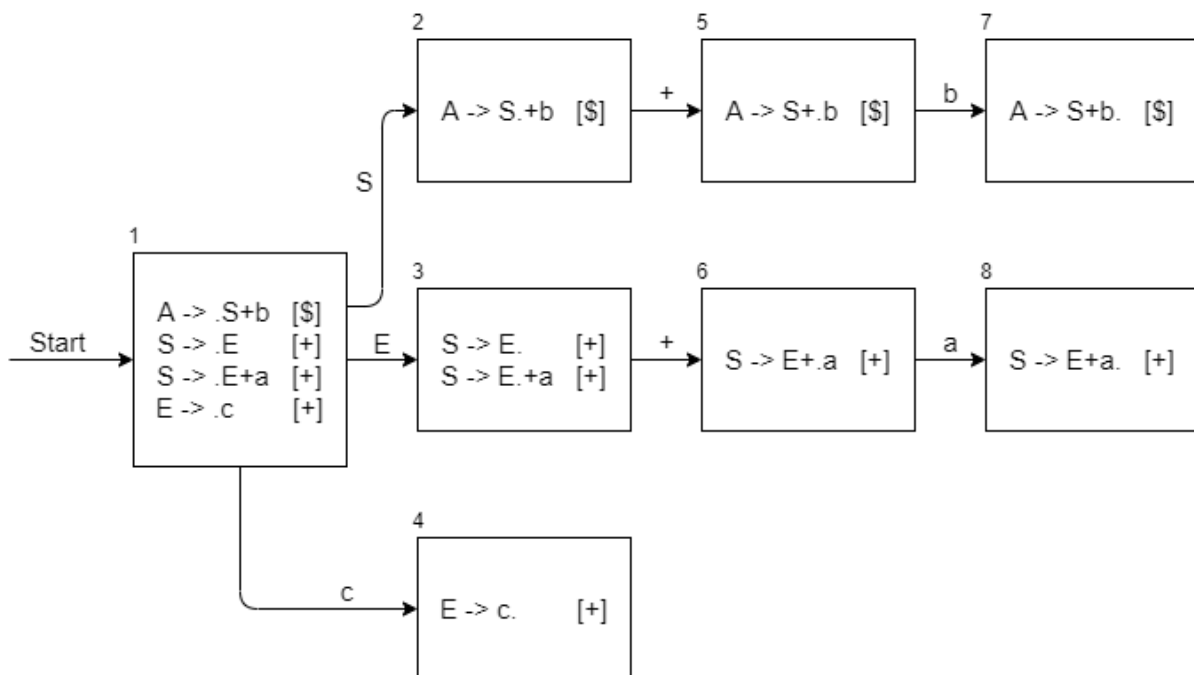 2
A -> S.+b [$]
+
5
A -> S+.b [$]
b
7
A -> S+b. [$]
S
Start
1
A -> .S+b [$]
S -> .E [+]
S -> .E+a [+]
E -> .c [+]
E
3
S -> E. [+]
S -> E.+a [+]
+
6
S -> E+.a [+]
a
8
S -> E+a. [+]
c
4
E -> c. [+]